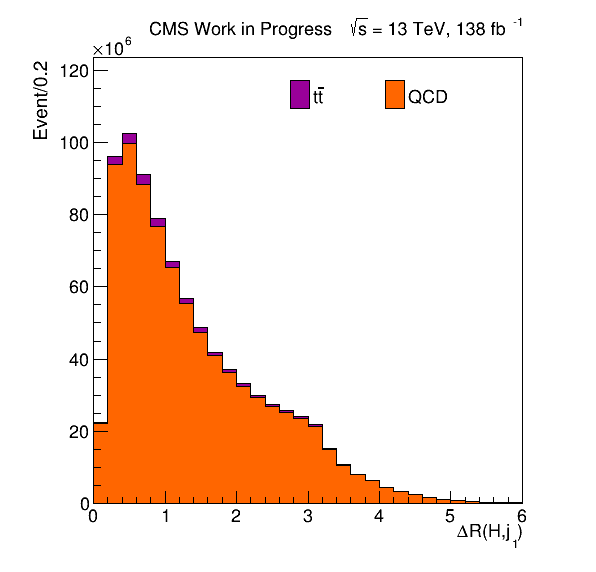 CMS Work in Progress √s = 13 TeV, 138 fb⁻¹
×10⁶
Event/0.2
120
100
80
60
40
20
0
tt̄
QCD
0 1 2 3 4 5 6
ΔR(H,j₁)